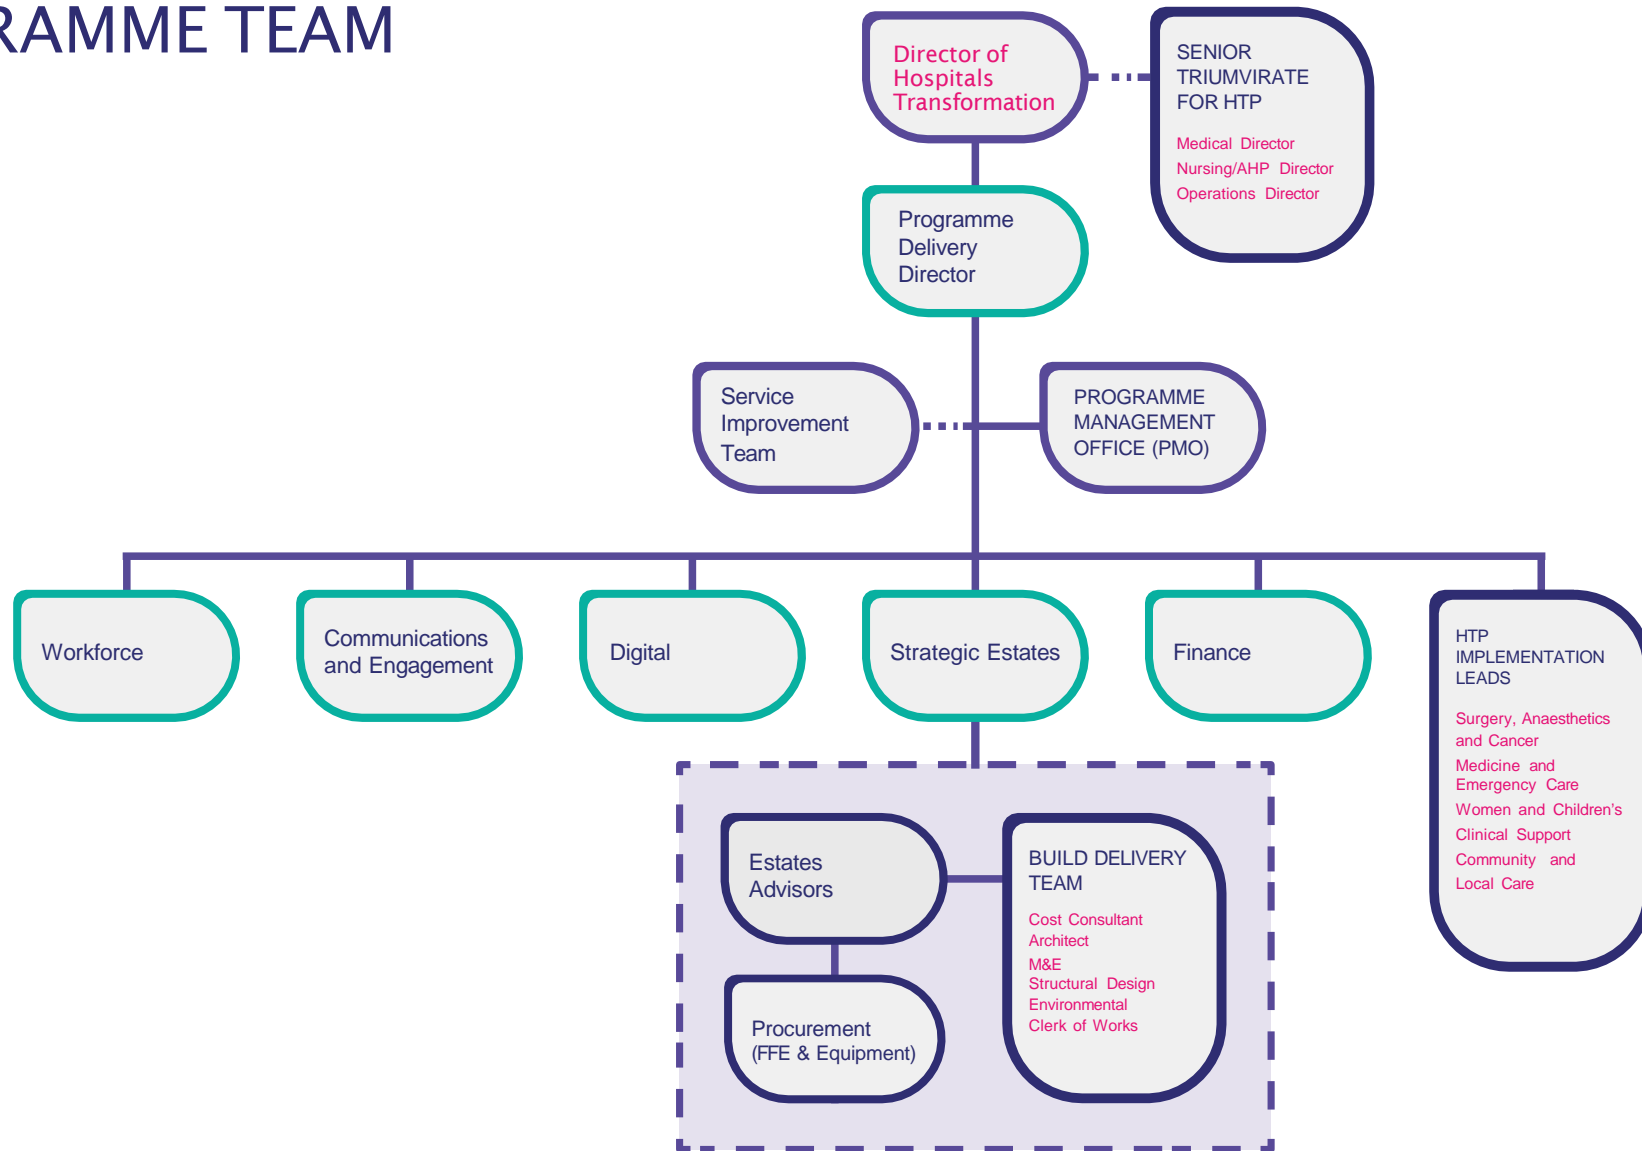 RAMME TEAM
Director of
Hospitals
Transformation
SENIOR
TRIUMVIRATE
FOR HTP
Medical Director
Nursing/AHP Director
Operations Director
Programme
Delivery
Director
Service
Improvement
Team
PROGRAMME
MANAGEMENT
OFFICE (PMO)
Workforce
Communications
and Engagement
Digital
Strategic Estates
Finance
HTP
IMPLEMENTATION
LEADS
Surgery, Anaesthetics
and Cancer
Medicine and
Emergency Care
Women and Children's
Clinical Support
Community and
Local Care
Estates
Advisors
BUILD DELIVERY
TEAM
Cost Consultant
Architect
M&E
Structural Design
Environmental
Clerk of Works
Procurement
(FFE & Equipment)